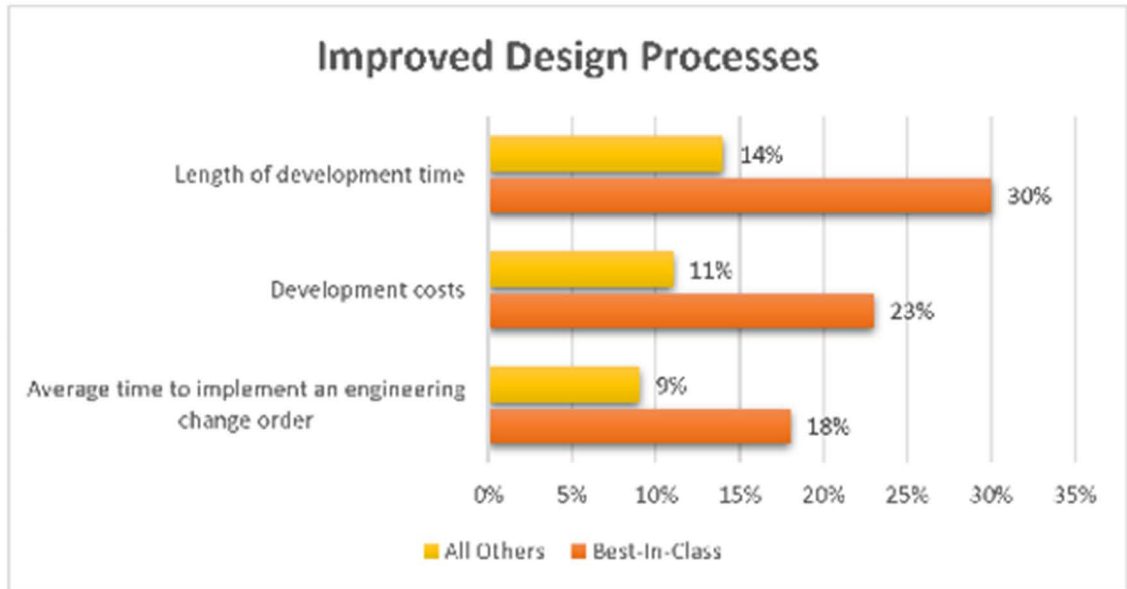 Improved Design Processes
Length of development time
14%
30%
Development costs
11%
23%
Average time to implement an engineering
change order
9%
18%
0% 5% 10% 15% 20% 25% 30% 35%
All Others Best-In-Class